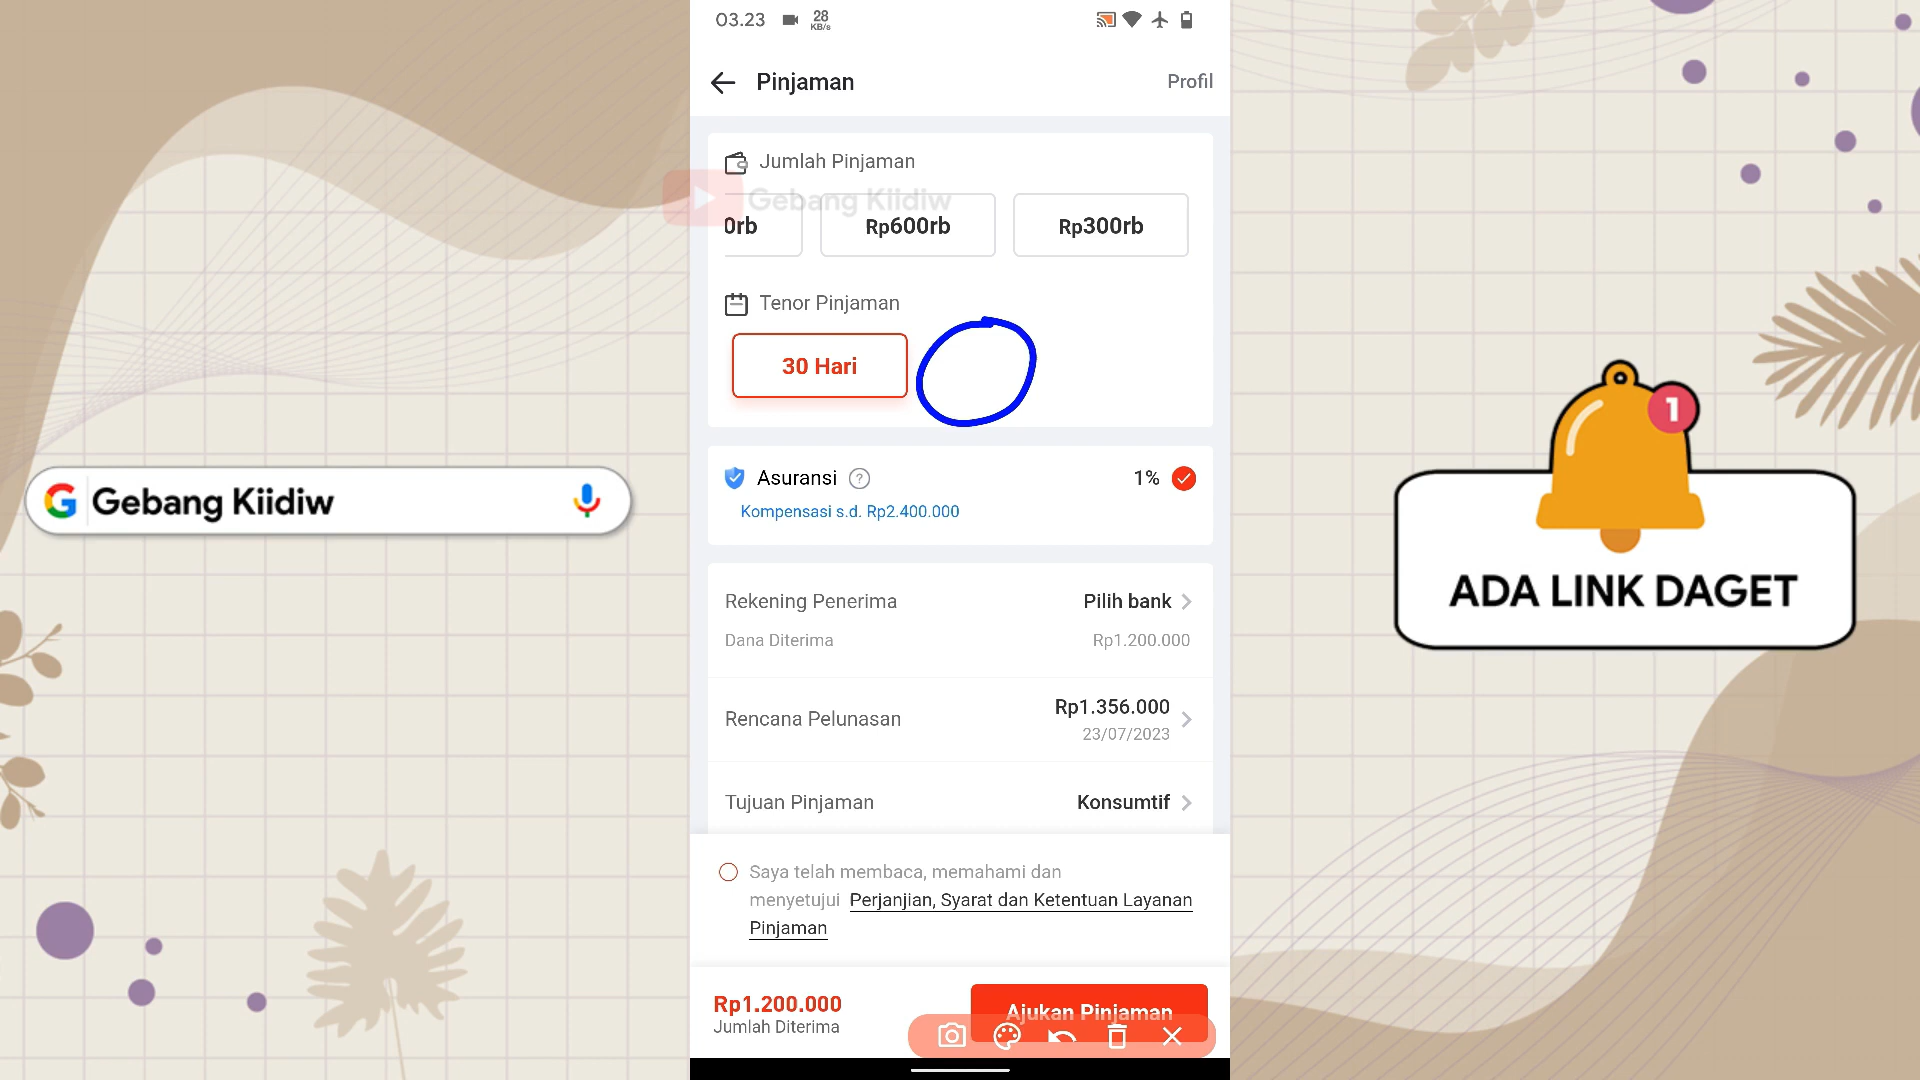 03.23
28
KB/s
Pinjaman
Profil
Jumlah Pinjaman
Gebang Kiidiw
0rb
Rp600rb
Rp300rb
Tenor Pinjaman
30 Hari
Asuransi ?
1%
Kompensasi s.d. Rp2.400.000
Rekening Penerima
Pilih bank
Dana Diterima
Rp1.200.000
Rencana Pelunasan
Rp1.356.000
23/07/2023
Tujuan Pinjaman
Konsumtif
Saya telah membaca, memahami dan
menyetujui Perjanjian, Syarat dan Ketentuan Layanan
Pinjaman
Rp1.200.000
Jumlah Diterima
Ajukan Pinjaman
G Gebang Kiidiw
1
ADA LINK DAGET